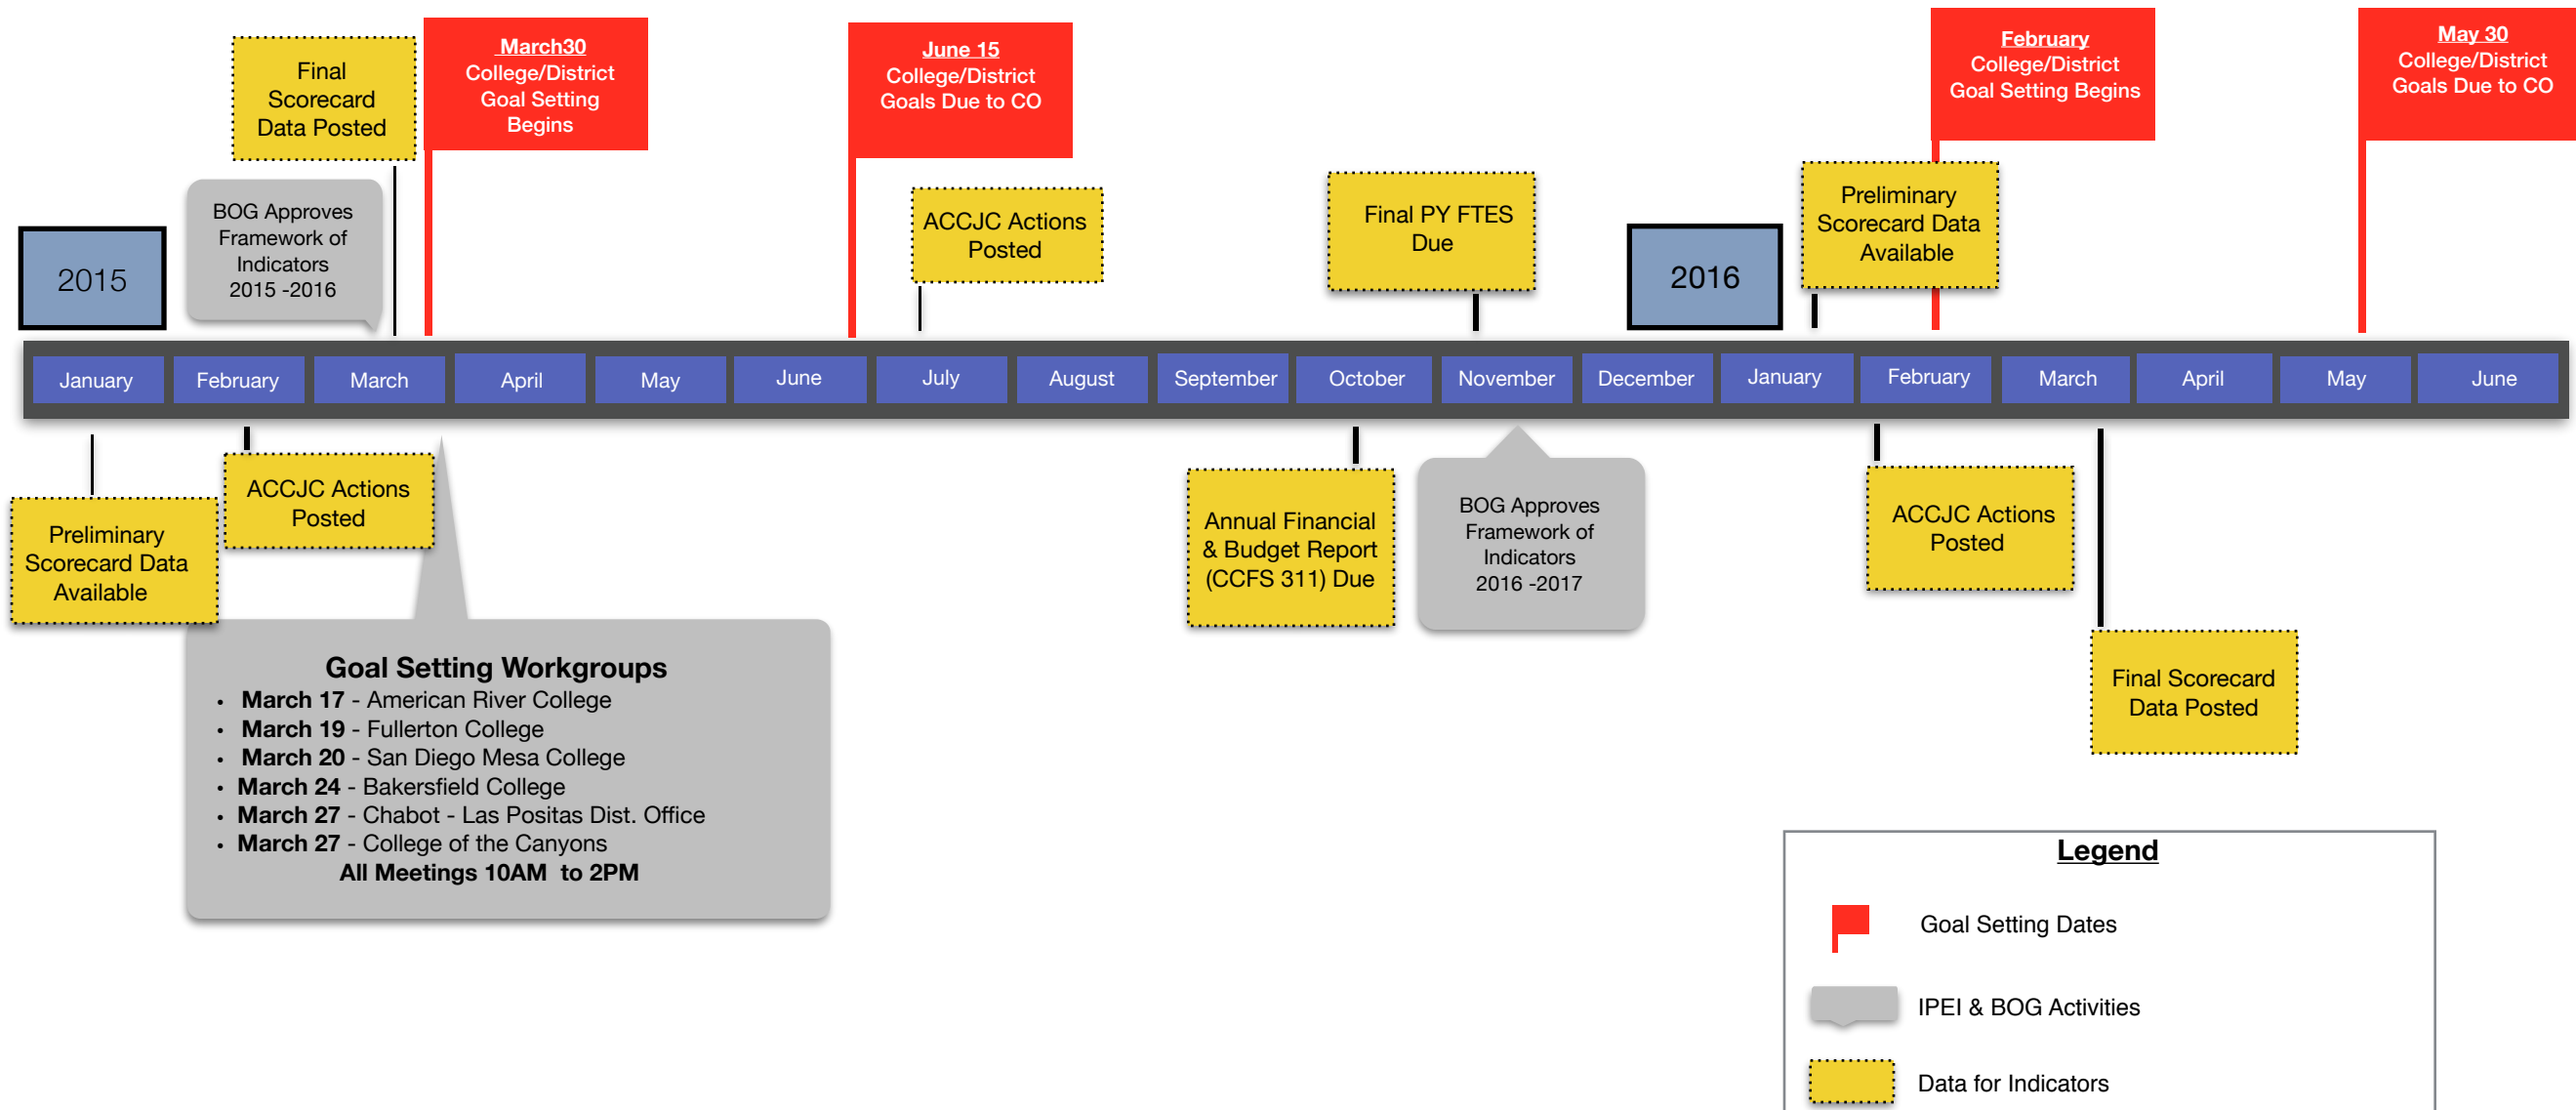 Final
Scorecard
Data Posted
March30
College/District
Goal Setting
Begins
June 15
College/District
Goals Due to CO
February
College/District
Goal Setting Begins
May 30
College/District
Goals Due to CO
2015
BOG Approves
Framework of
Indicators
2015 -2016
ACCJC Actions
Posted
Final PY FTES
Due
2016
Preliminary
Scorecard Data
Available
January February March April May June July August September October November December January February March April May June
Preliminary
Scorecard Data
Available
ACCJC Actions
Posted
Annual Financial
& Budget Report
(CCFS 311) Due
BOG Approves
Framework of
Indicators
2016 -2017
ACCJC Actions
Posted
Final Scorecard
Data Posted
Goal Setting Workgroups
• March 17 - American River College
• March 19 - Fullerton College
• March 20 - San Diego Mesa College
• March 24 - Bakersfield College
• March 27 - Chabot - Las Positas Dist. Office
• March 27 - College of the Canyons
All Meetings 10AM to 2PM
Legend
Goal Setting Dates
IPEI & BOG Activities
Data for Indicators